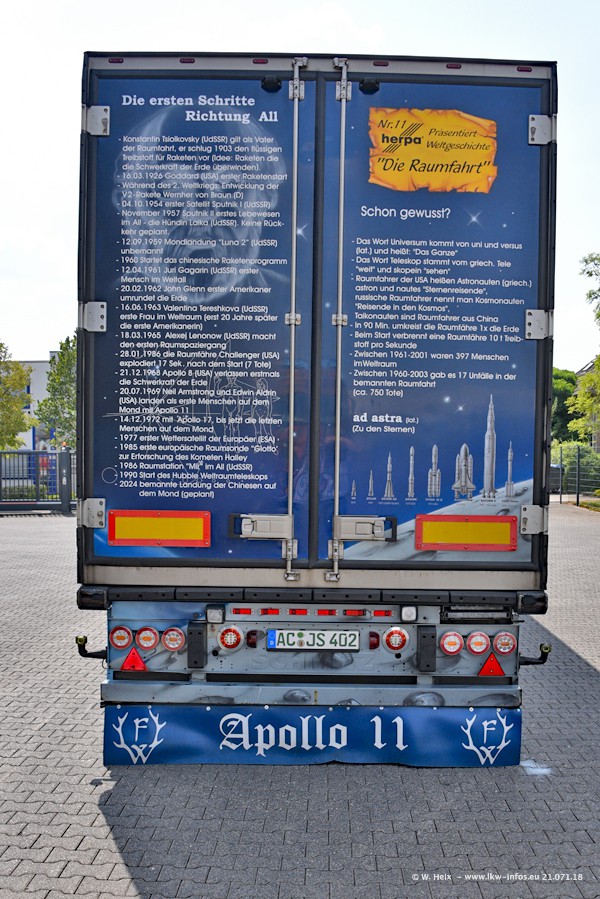 Die ersten Schritte
Richtung All
- Konstantin Tsiolkovsky (UdSSR) gilt als Vater
der Raumfahrt, er schlug 1903 den flüssigen
Treibstoff für Raketen vor (Idee: Raketen die
die Schwerkraft der Erde überwinden).
- 16.03.1926 Goddard (USA) erster Raketenstart
- Während des 2. Weltkriegs: Entwicklung der
V2-Rakete Wernher von Braun (D)
- 04.10.1954 erster Satellit Sputnik I (UdSSR)
- November 1957 Sputnik II erstes Lebewesen
im All - die Hündin Laika (UdSSR). Keine Rück-
kehr geplant.
- 12.09.1959 Mondlandung "Luna 2" (UdSSR)
unbemannt
- 1960 Startet das chinesische Raketenprogramm
- 12.04.1961 Juri Gagarin (UdSSR) erster
Mensch im Weltall
- 20.02.1962 John Glenn erster Amerikaner
umrundet die Erde
- 16.06.1963 Valentina Tereshkova (UdSSR)
erste Frau im Weltraum (erst 20 Jahre später
die erste Amerikanerin)
- 18.03.1965 Alexej Lenonow (UdSSR) macht
den ersten Raumspaziergang
- 28.01.1986 die Raumfähre Challenger (USA)
explodiert 17 Sek. nach dem Start (7 Tote)
- 21.12.1968 Apollo 8 (USA) verlassen erstmals
die Schwerkraft der Erde
- 20.07.1969 Neil Armstrong und Edwin Aldrin
(USA) landen als erste Menschen auf dem
Mond mit Apollo 11
- 14.12.1972 mit Apollo 17, bis jetzt die letzten
Menschen auf dem Mond.
- 1977 erster Wettersatellit der Europäer (ESA)
- 1985 erste europäische Raumsonde "Giotto"
zur Erforschung des Kometen Halley
- 1986 Raumstation "Mir" im All (UdSSR)
- 1990 Start des Hubble Weltraumteleskops
- 2024 bemannte Landung der Chinesen auf
dem Mond (geplant)
Nr.11
herpa Präsentiert
Weltgeschichte
"Die Raumfahrt"
Schon gewusst?
- Das Wort Universum kommt von uni und versus
(lat.) und heißt: "Das Ganze"
- Das Wort Teleskop stammt vom griech. Tele
"weit" und skopein "sehen"
- Raumfahrer der USA heißen Astronauten (griech.)
astron und nautes "Sternenreisende",
russische Raumfahrer nennt man Kosmonauten
"Reisende in den Kosmos",
Taikonauten sind Raumfahrer aus China
- In 90 Min. umkreist die Raumfähre 1x die Erde
- Beim Start verbrennt eine Raumfähre 10 t Treib-
stoff pro Sekunde
- Zwischen 1961-2001 waren 397 Menschen
imWeltraum
- Zwischen 1960-2003 gab es 17 Unfälle in der
bemannten Raumfahrt
(ca. 750 Tote)
ad astra (lat.)
(Zu den Sternen)
AC JS 402
FW Apollo 11 FW
© W. Heix - www.lkw-infos.eu 21.071.18